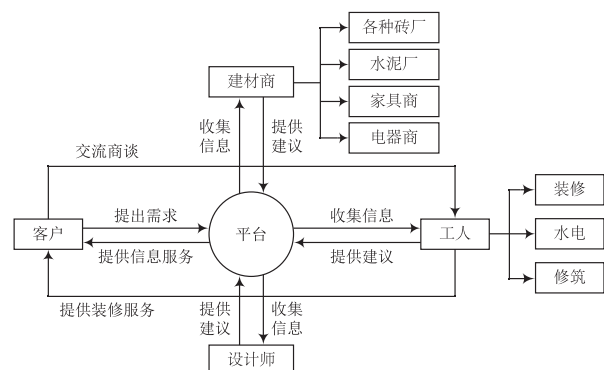 各种砖厂
建材商
水泥厂
收集
信息
提供
建议
家具商
电器商
交流商谈
装修
客户
提出需求
平台
收集信息
工人
水电
提供信息服务
提供建议
修筑
提供装修服务
提供
建议
收集
信息
设计师